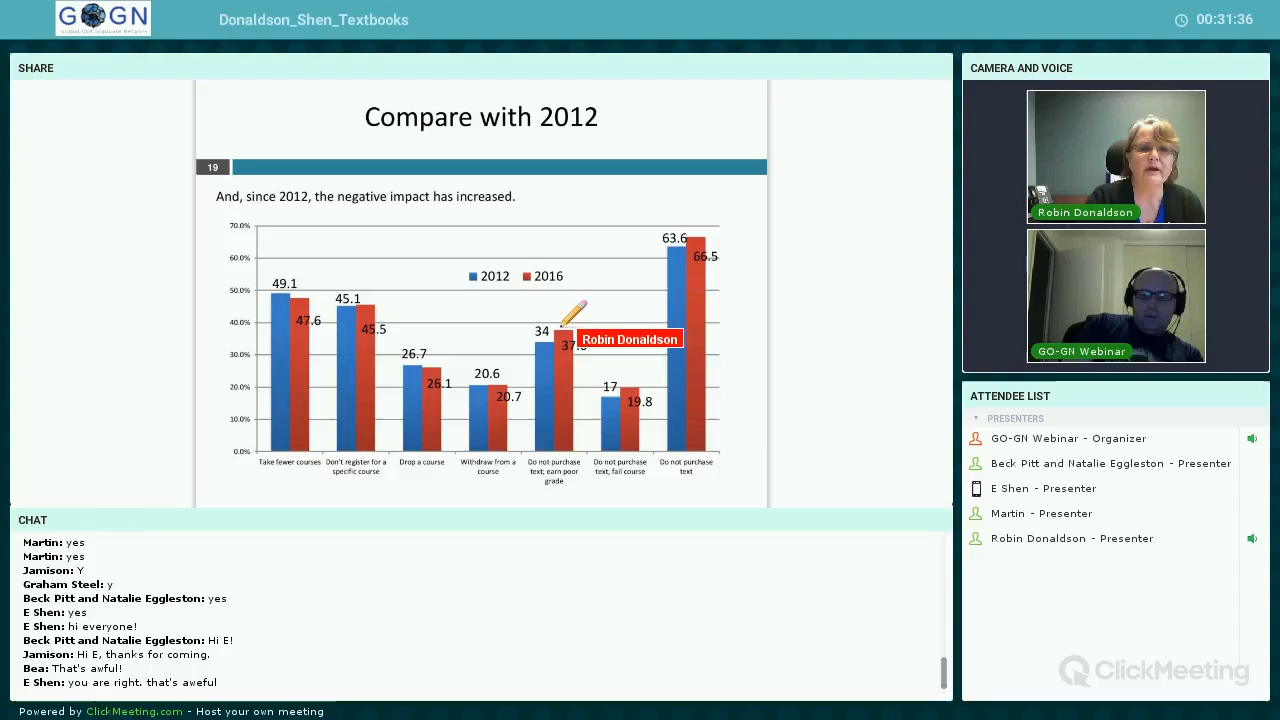 GO GN
Donaldson_Shen_Textbooks
00:31:36
SHARE
Compare with 2012
19
And, since 2012, the negative impact has increased.
70.0%
60.0%
50.0%
40.0%
30.0%
20.0%
10.0%
0.0%
2012
2016
49.1
47.6
45.1
45.5
26.7
26.1
20.6
20.7
34
17
19.8
63.6
66.5
Robin Donaldson
Take fewer courses
Don't register for a
specific course
Drop a course
Withdraw from a
course
Do not purchase
text; earn poor
grade
Do not purchase
text; fail course
Do not purchase
text
CHAT
Martin: yes
Martin: yes
Jamison: Y
Graham Steel: y
Beck Pitt and Natalie Eggleston: yes
E Shen: yes
E Shen: hi everyone!
Beck Pitt and Natalie Eggleston: Hi E!
Jamison: Hi E, thanks for coming.
Bea: That's awful!
E Shen: you are right. that's aweful
CAMERA AND VOICE
Robin Donaldson
GO-GN Webinar
ATTENDEE LIST
PRESENTERS
GO-GN Webinar - Organizer
Beck Pitt and Natalie Eggleston - Presenter
E Shen - Presenter
Martin - Presenter
Robin Donaldson - Presenter
ClickMeeting
Powered by ClickMeeting.com - Host your own meeting